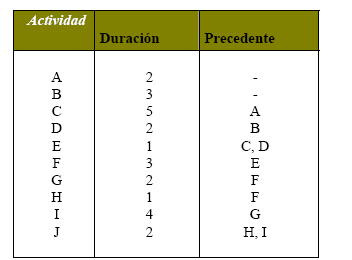 Actividad Duración Precedente
A 2 -
B 3 -
C 5 A
D 2 B
E 1 C, D
F 3 E
G 2 F
H 1 F
I 4 G
J 2 H, I